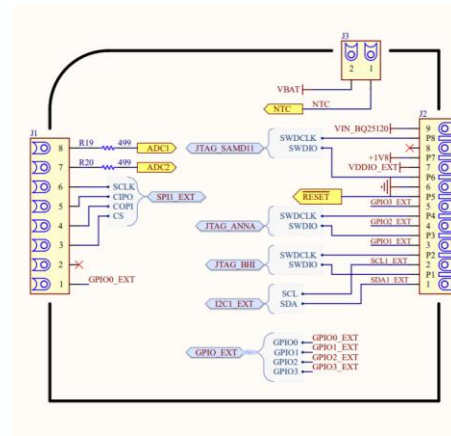 J3
2 1
VBAT
NTC NTC
J1
8 R19 499 ADC1
7 R20 499 ADC2
6 SCLK
5 CIPO
4 COPI
3 CS
SPI1_EXT
2
1 GPIO0_EXT
J2
VIN_BQ25120 9
JTAG_SAMD11 SWDCLK P8
SWDIO 8
+1V8 P7
VDDIO_EXT 7
P6
6
RESET P5
GPIO3_EXT 5
JTAG_ANNA SWDCLK P4
GPIO2_EXT 4
SWDIO P3
GPIO1_EXT 3
JTAG_BHI SWDCLK P2
SWDIO SCL1_EXT 2
P1
I2C1_EXT SCL SDA1_EXT 1
SDA
GPIO_EXT
GPIO0 GPIO0_EXT
GPIO1 GPIO1_EXT
GPIO2 GPIO2_EXT
GPIO3 GPIO3_EXT